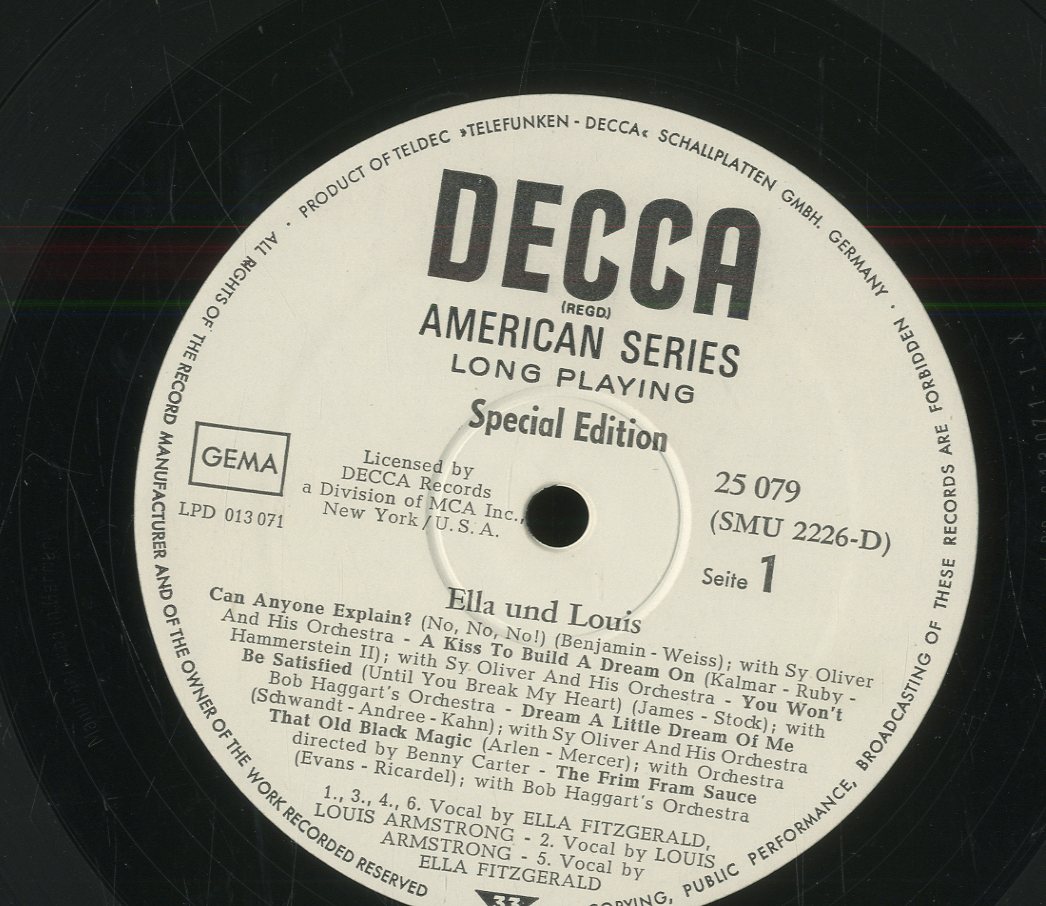 PRODUCT OF TELDEC »TELEFUNKEN - DECCA« SCHALLPLATTEN GMBH. GERMANY ·
ALL RIGHTS OF THE RECORD MANUFACTURER AND OF THE OWNER OF THE WORK RECORDED RESERVED
COPYING, PUBLIC PERFORMANCE, BROADCASTING OF THESE RECORDS ARE FORBIDDEN ·
DECCA
(REGD.)
AMERICAN SERIES
LONG PLAYING
Special Edition
GEMA
LPD 013 071
Licensed by
DECCA Records
a Division of MCA Inc.,
New York / U. S. A.
25 079
(SMU 2226-D)
Seite 1
Ella und Louis
Can Anyone Explain? (No, No, No!) (Benjamin - Weiss); with Sy Oliver
And His Orchestra - A Kiss To Build A Dream On (Kalmar - Ruby -
Hammerstein II); with Sy Oliver And His Orchestra - You Won't
Be Satisfied (Until You Break My Heart) (James - Stock); with
Bob Haggart's Orchestra - Dream A Little Dream Of Me
(Schwandt - Andree - Kahn); with Sy Oliver And His Orchestra
That Old Black Magic (Arlen - Mercer); with Orchestra
directed by Benny Carter - The Frim Fram Sauce
(Evans - Ricardel); with Bob Haggart's Orchestra
1., 3., 4., 6. Vocal by ELLA FITZGERALD,
LOUIS ARMSTRONG - 2. Vocal by LOUIS
ARMSTRONG - 5. Vocal by
ELLA FITZGERALD
33